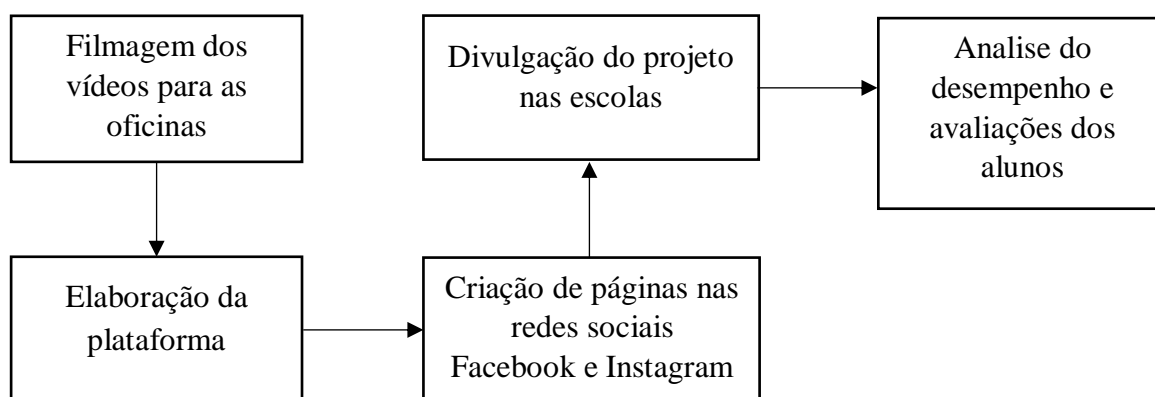 Filmagem dos
vídeos para as
oficinas
Elaboração da
plataforma
Criação de páginas nas
redes sociais
Facebook e Instagram
Divulgação do projeto
nas escolas
Analise do
desempenho e
avaliações dos
alunos